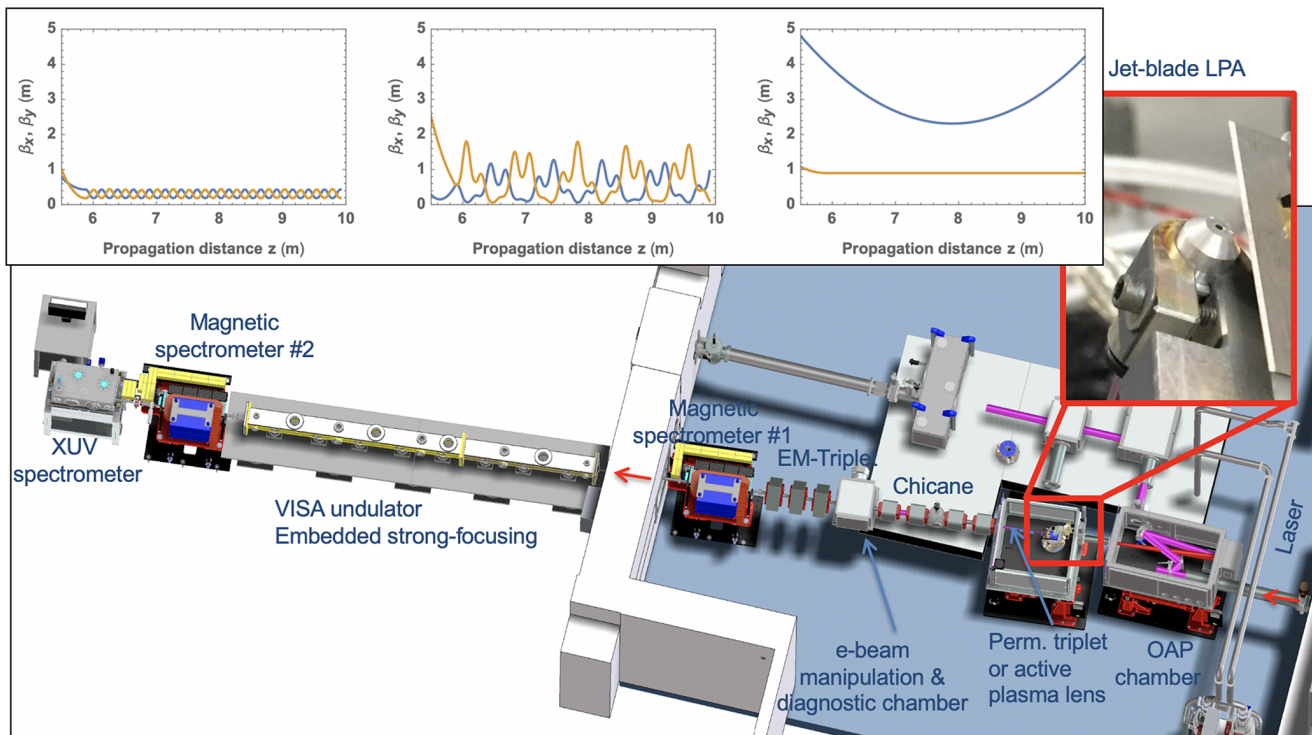 5
4
3
2
1
0
βx, βy (m)
6 7 8 9 10
Propagation distance z (m)
5
4
3
2
1
0
βx, βy (m)
6 7 8 9 10
Propagation distance z (m)
5
4
3
2
1
0
βx, βy (m)
6 7 8 9 10
Propagation distance z (m)
Jet-blade LPA
Magnetic
spectrometer #2
XUV
spectrometer
VISA undulator
Embedded strong-focusing
Magnetic
spectrometer #1
EM-Triplet
Chicane
Laser
e-beam
manipulation &
diagnostic chamber
Perm. triplet
or active
plasma lens
OAP
chamber